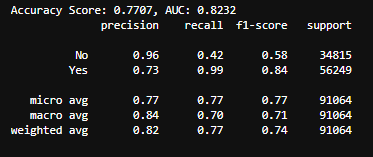 Accuracy Score: 0.7707, AUC: 0.8232
precision recall f1-score support
No 0.96 0.42 0.58 34815
Yes 0.73 0.99 0.84 56249
micro avg 0.77 0.77 0.77 91064
macro avg 0.84 0.70 0.71 91064
weighted avg 0.82 0.77 0.74 91064